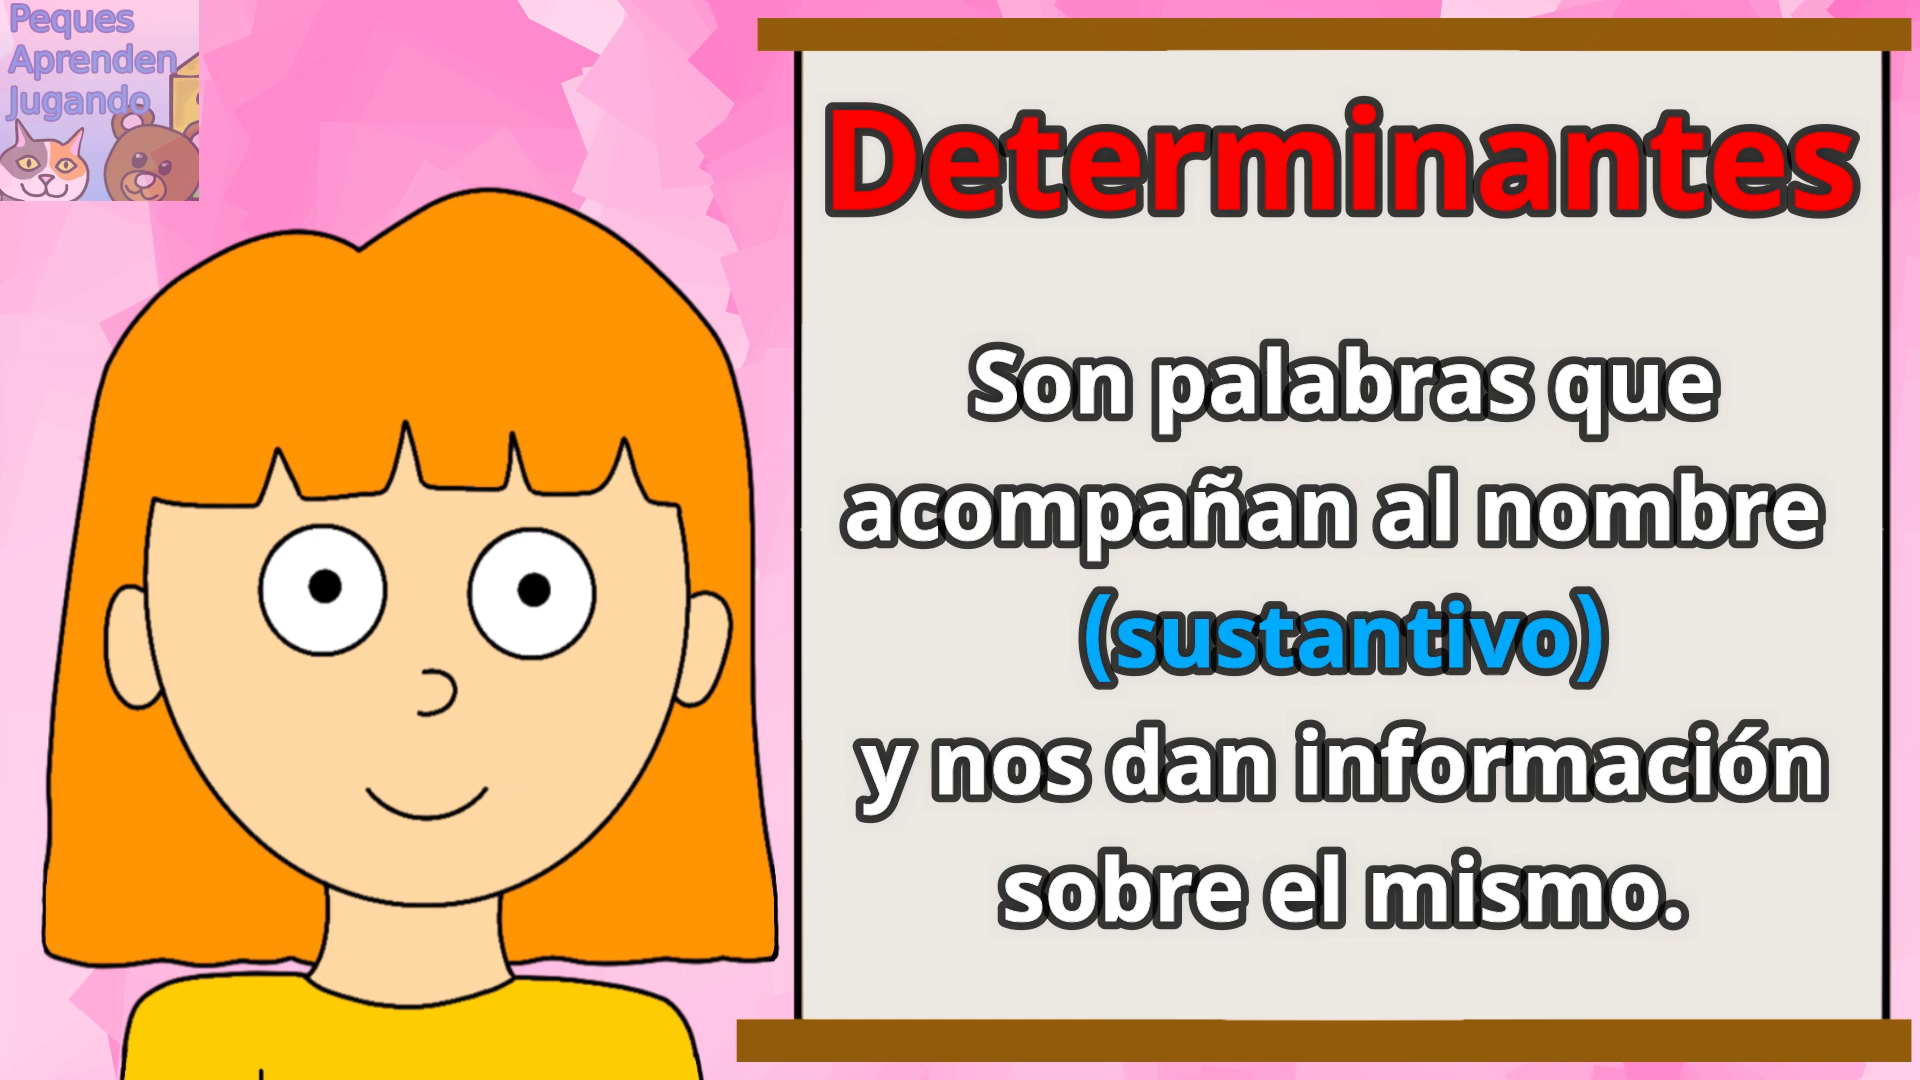 Peques
Aprenden
Jugando
Determinantes
Son palabras que
acompañan al nombre
(sustantivo)
y nos dan información
sobre el mismo.